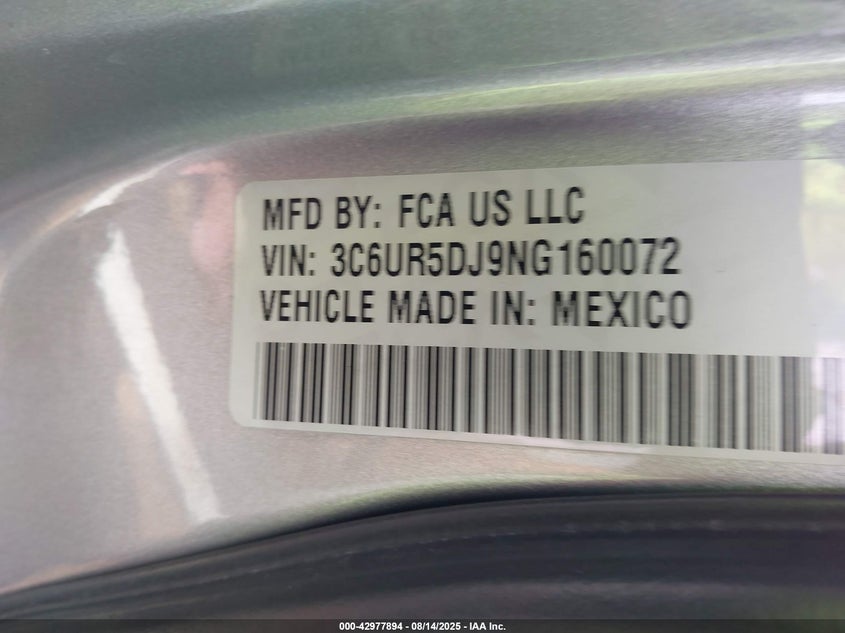 MFD BY: FCA US LLC
VIN: 3C6UR5DJ9NG160072
VEHICLE MADE IN: MEXICO
000-42977894 - 08/14/2025 - IAA Inc.